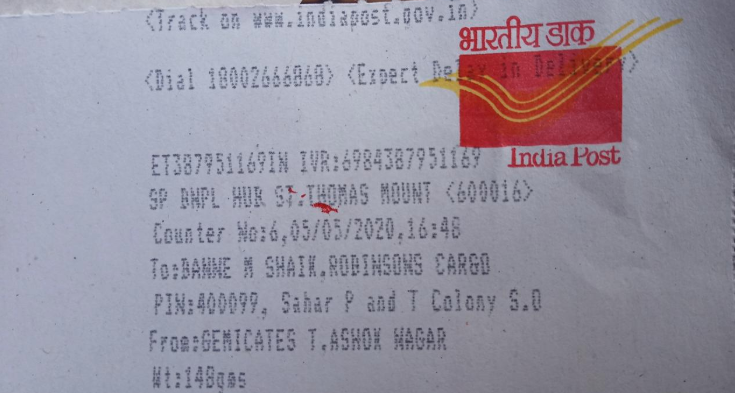 <Track on www.indiapost.gov.in>
भारतीय डाक
<Dial 18002666868> <Expect Delay in Delivery>
India Post
ET387951169IN IVR:6984387951169
SP BNPL HUB ST.THOMAS MOUNT <600016>
Counter No:6,05/05/2020,16:48
To:DANNE M SHAIK,ROBINSONS CARGO
PIN:400099, Sahar P and T Colony S.O
From:GEMICATES T,ASHOK NAGAR
Wt:148gms